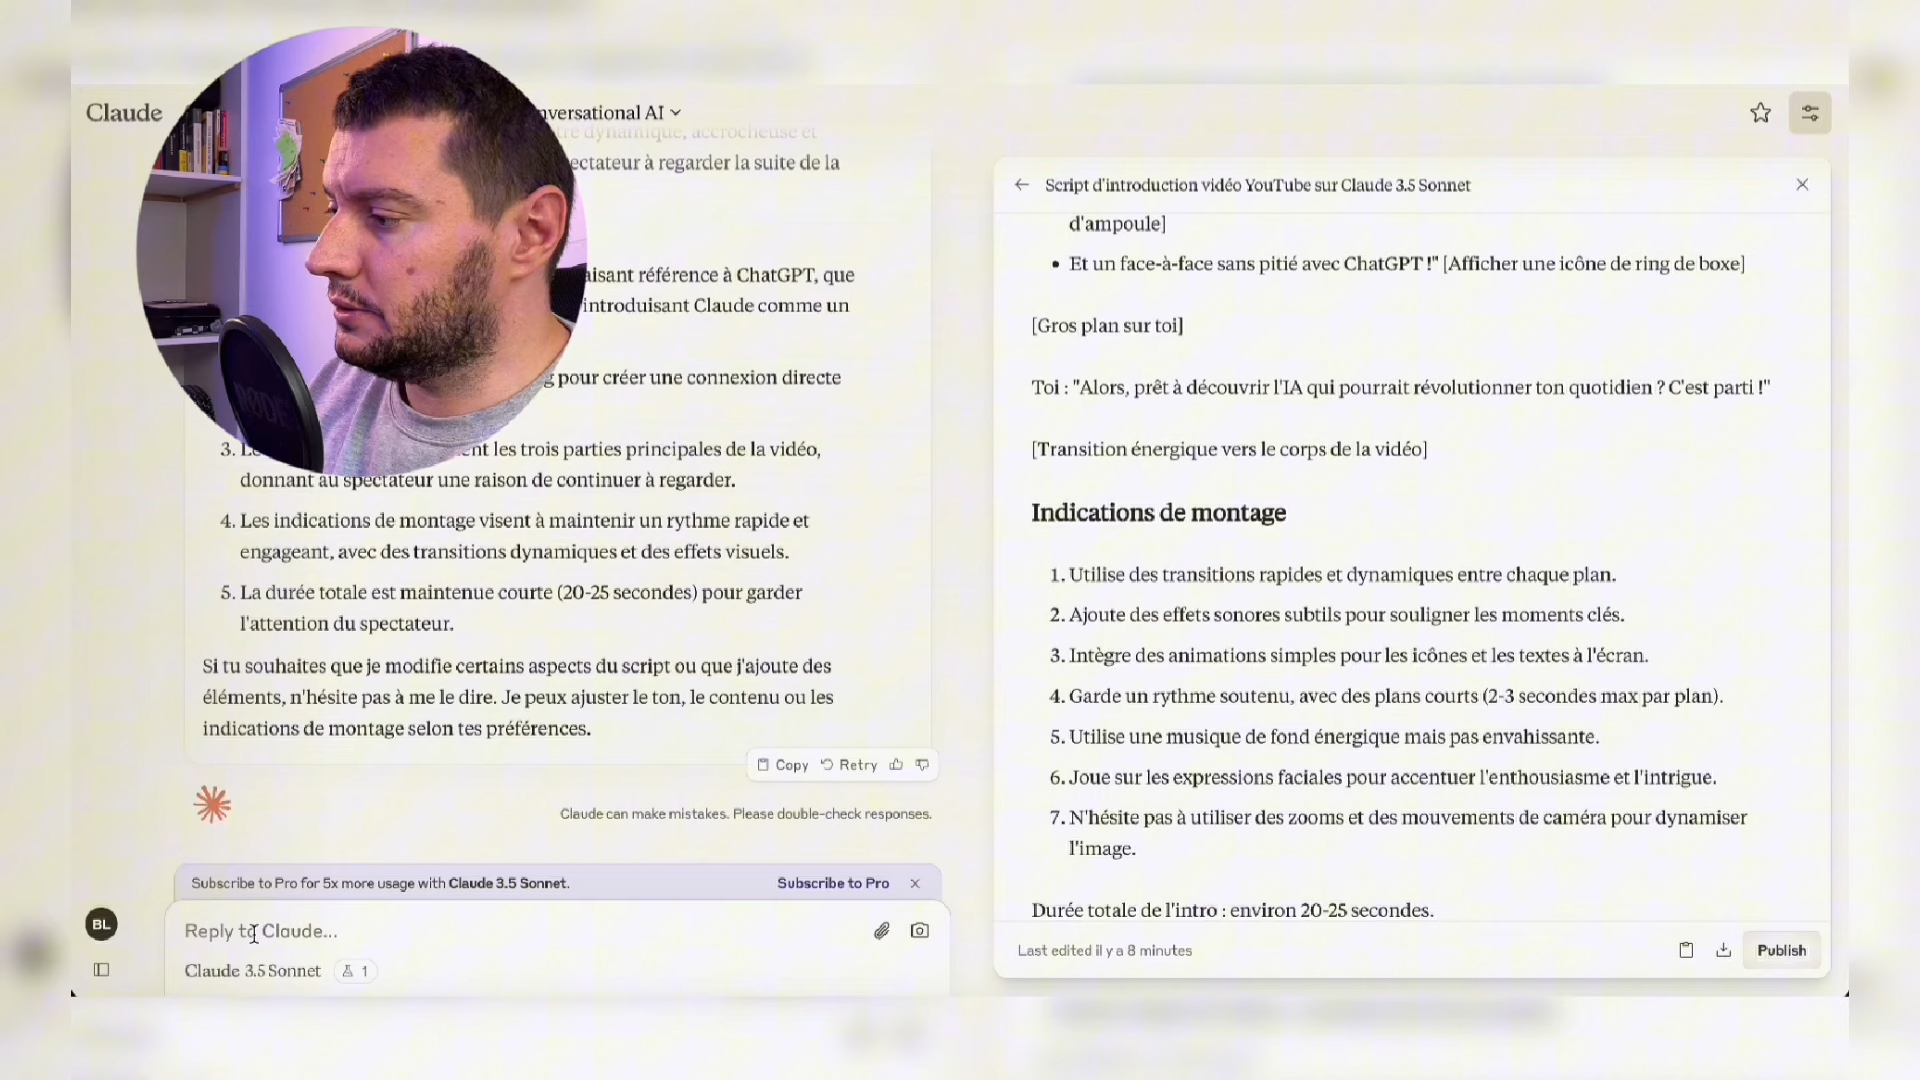 Claude
nversational AI
tre dynamique, accrocheuse et
ectateur à regarder la suite de la
aisant référence à ChatGPT, que
introduisant Claude comme un
g pour créer une connexion directe
3. Le
ent les trois parties principales de la vidéo,
donnant au spectateur une raison de continuer à regarder.
4. Les indications de montage visent à maintenir un rythme rapide et
engageant, avec des transitions dynamiques et des effets visuels.
5. La durée totale est maintenue courte (20-25 secondes) pour garder
l'attention du spectateur.
Si tu souhaites que je modifie certains aspects du script ou que j'ajoute des
éléments, n'hésite pas à me le dire. Je peux ajuster le ton, le contenu ou les
indications de montage selon tes préférences.
Copy Retry
Claude can make mistakes. Please double-check responses.
Subscribe to Pro for 5x more usage with Claude 3.5 Sonnet. Subscribe to Pro
BL
Reply to Claude...
Claude 3.5 Sonnet 1
RØDE
Script d'introduction vidéo YouTube sur Claude 3.5 Sonnet
d'ampoule]
• Et un face-à-face sans pitié avec ChatGPT !" [Afficher une icône de ring de boxe]
[Gros plan sur toi]
Toi : "Alors, prêt à découvrir l'IA qui pourrait révolutionner ton quotidien ? C'est parti !"
[Transition énergique vers le corps de la vidéo]
Indications de montage
1. Utilise des transitions rapides et dynamiques entre chaque plan.
2. Ajoute des effets sonores subtils pour souligner les moments clés.
3. Intègre des animations simples pour les icônes et les textes à l'écran.
4. Garde un rythme soutenu, avec des plans courts (2-3 secondes max par plan).
5. Utilise une musique de fond énergique mais pas envahissante.
6. Joue sur les expressions faciales pour accentuer l'enthousiasme et l'intrigue.
7. N'hésite pas à utiliser des zooms et des mouvements de caméra pour dynamiser
l'image.
Durée totale de l'intro : environ 20-25 secondes.
Last edited il y a 8 minutes
Publish